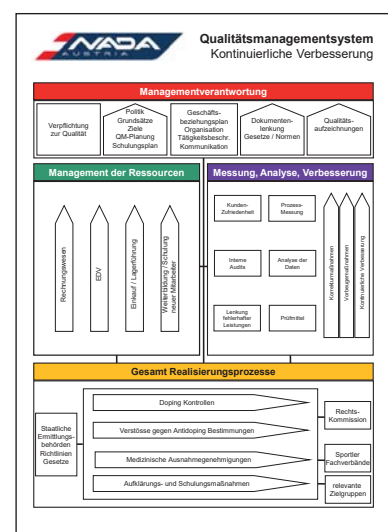 NADA
AUSTRIA
Qualitätsmanagementsystem
Kontinuierliche Verbesserung
Managementverantwortung
Verpflichtung
zur Qualität
Politik
Grundsätze
Ziele
QM-Planung
Schulungsplan
Geschäfts-
beziehungsplan
Organisation
Tätigkeitsbeschr.
Kommunikation
Dokumenten-
lenkung
Gesetze / Normen
Qualitäts-
aufzeichnungen
Management der Ressourcen
Rechnungswesen
EDV
Einkauf / Lagerführung
Weiterbildung / Schulung
neuer Mitarbeiter
Messung, Analyse, Verbesserung
Kunden-
Zufriedenheit
Prozess-
Messung
Interne
Audits
Analyse der
Daten
Lenkung
fehlerhafter
Leistungen
Prüfmittel
Korrekturmaßnahmen
Vorbeugemaßnahmen
Kontinuierliche Verbesserung
Gesamt Realisierungsprozesse
Staatliche
Ermittlungs-
behörden
Richtlinien
Gesetze
Doping Kontrollen
Verstösse gegen Antidoping Bestimmungen
Medizinische Ausnahmegenehmigungen
Aufklärungs- und Schulungsmaßnahmen
Rechts-
Kommission
Sportler
Fachverbände
relevante
Zielgruppen